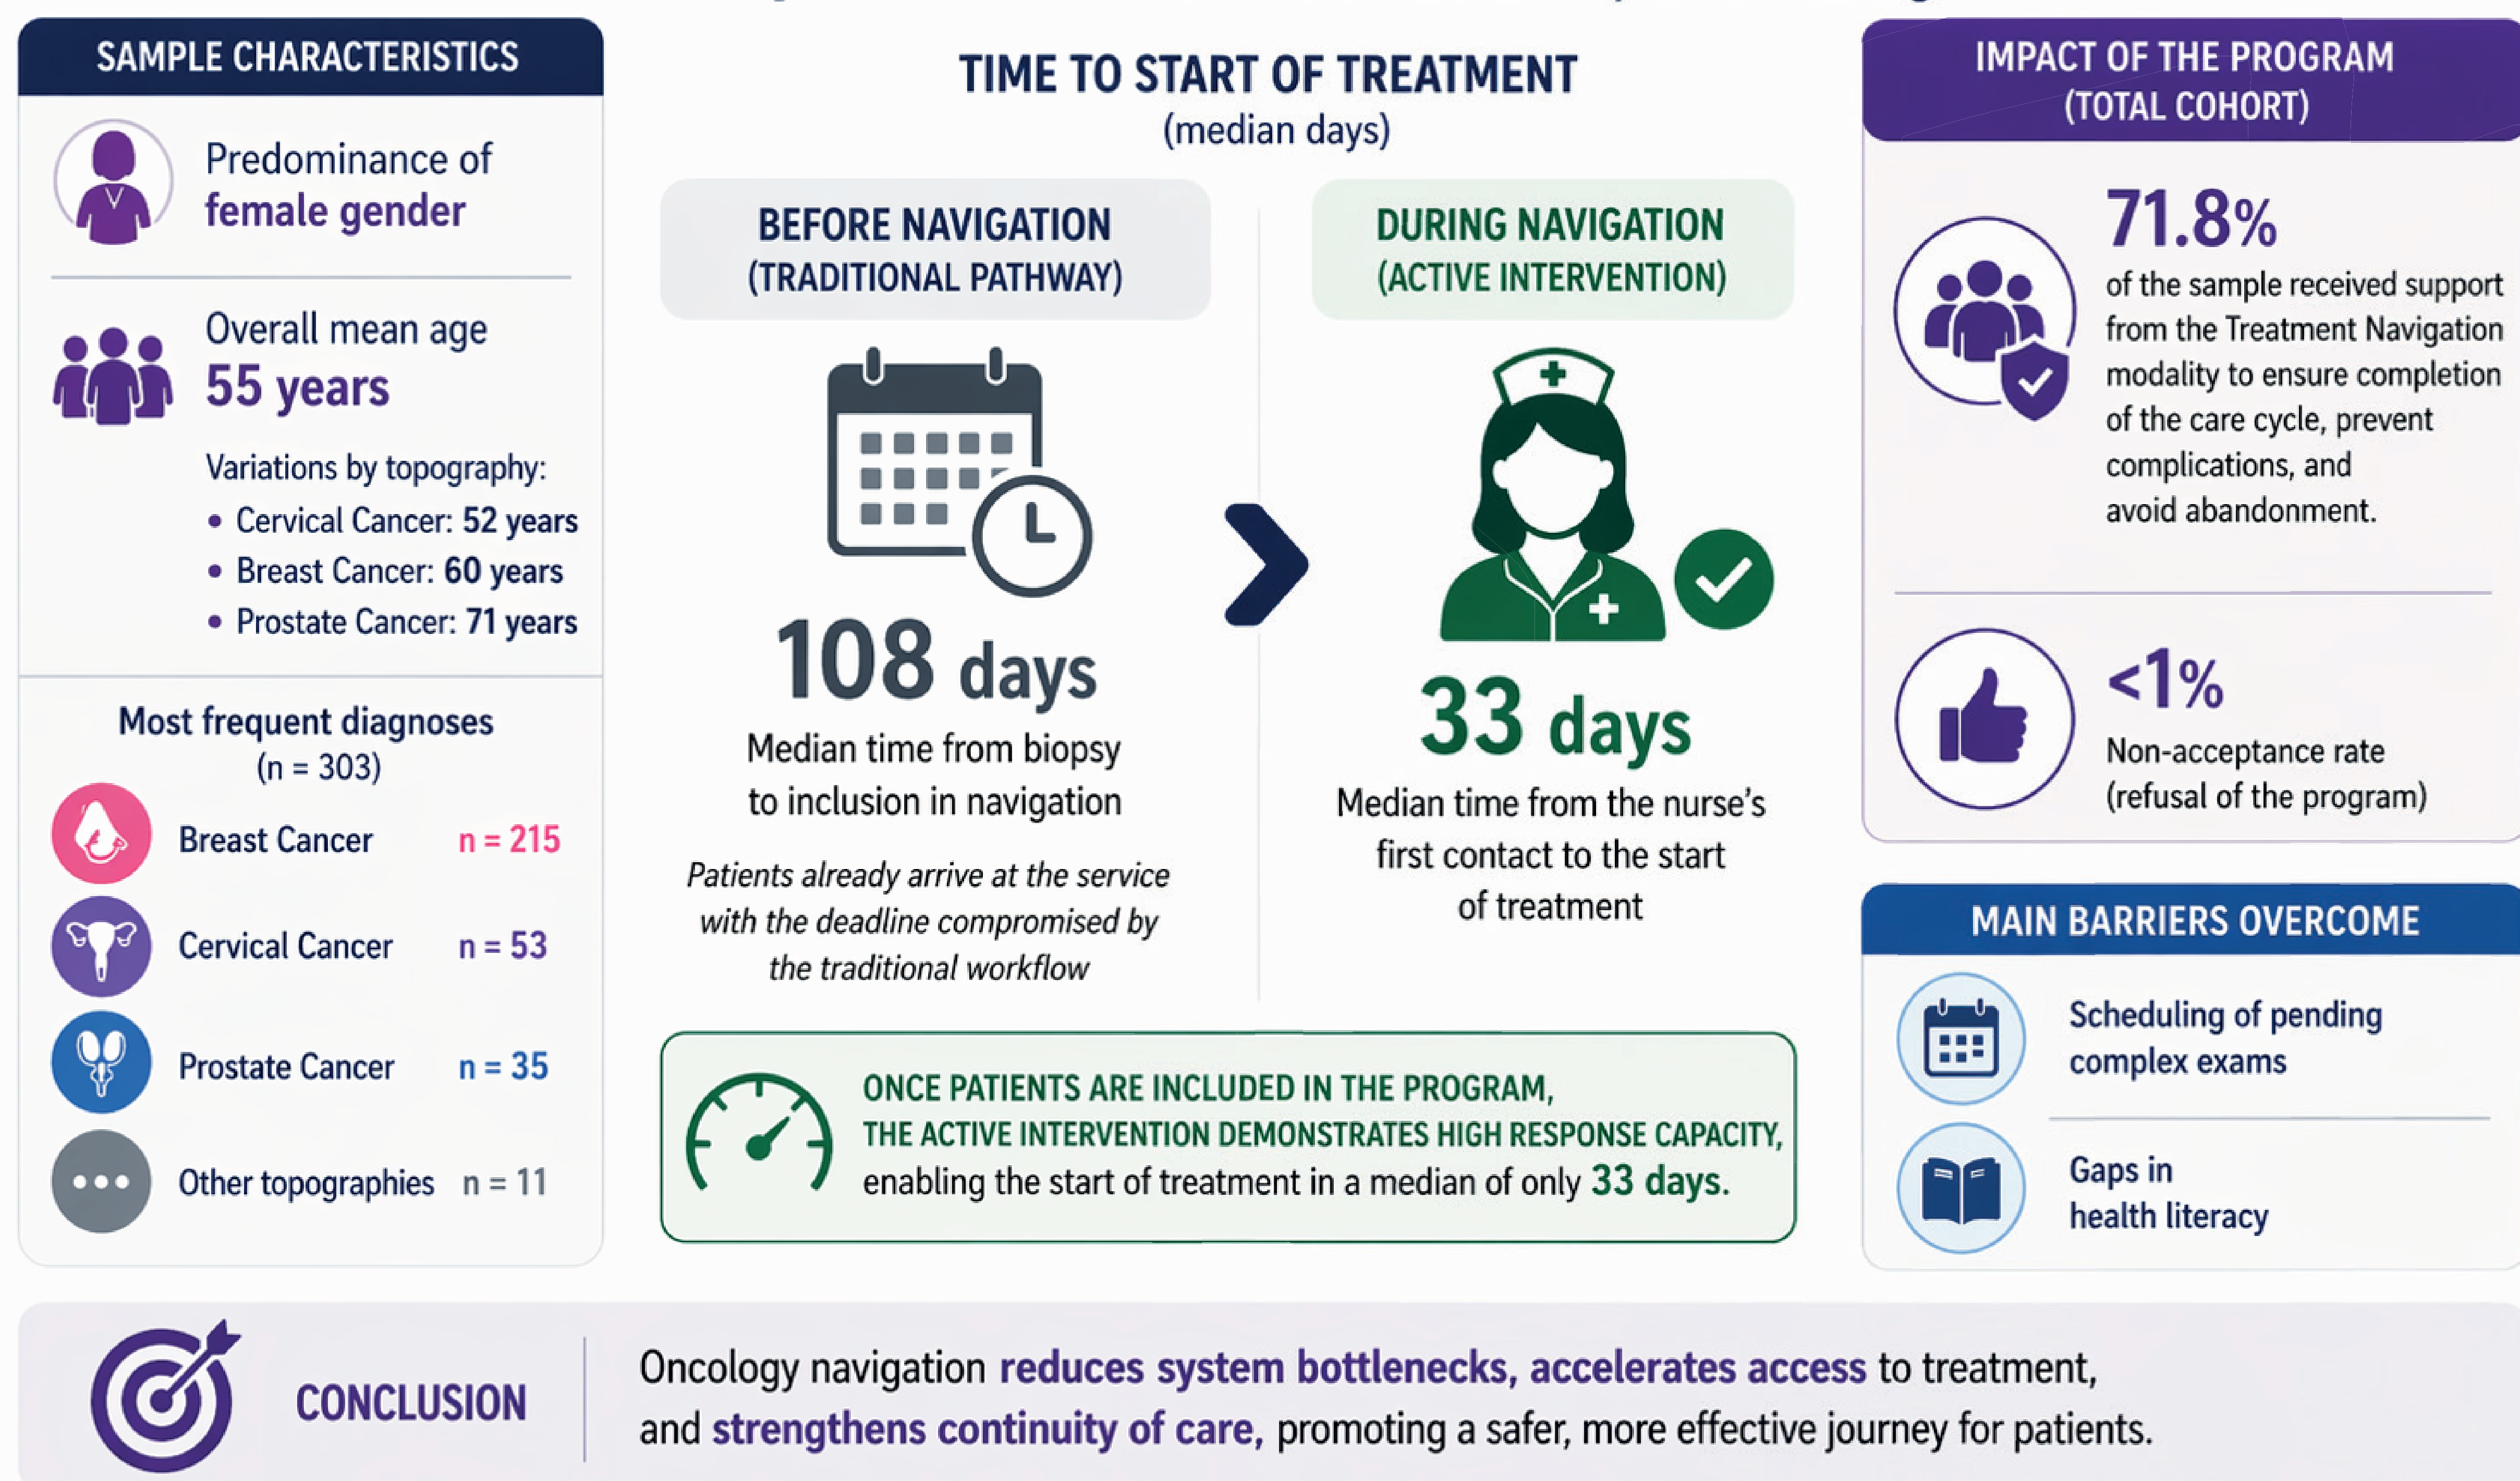 SAMPLE CHARACTERISTICS
Predominance of
female gender
Overall mean age
55 years
Variations by topography:
• Cervical Cancer: 52 years
• Breast Cancer: 60 years
• Prostate Cancer: 71 years
Most frequent diagnoses
(n = 303)
Breast Cancer n = 215
Cervical Cancer n = 53
Prostate Cancer n = 35
Other topographies n = 11
TIME TO START OF TREATMENT
(median days)
BEFORE NAVIGATION
(TRADITIONAL PATHWAY)
108 days
Median time from biopsy
to inclusion in navigation
Patients already arrive at the service
with the deadline compromised by
the traditional workflow
DURING NAVIGATION
(ACTIVE INTERVENTION)
33 days
Median time from the nurse's
first contact to the start
of treatment
ONCE PATIENTS ARE INCLUDED IN THE PROGRAM,
THE ACTIVE INTERVENTION DEMONSTRATES HIGH RESPONSE CAPACITY,
enabling the start of treatment in a median of only 33 days.
IMPACT OF THE PROGRAM
(TOTAL COHORT)
71.8%
of the sample received support
from the Treatment Navigation
modality to ensure completion
of the care cycle, prevent
complications, and
avoid abandonment.
<1%
Non-acceptance rate
(refusal of the program)
MAIN BARRIERS OVERCOME
Scheduling of pending
complex exams
Gaps in
health literacy
CONCLUSION
Oncology navigation reduces system bottlenecks, accelerates access to treatment,
and strengthens continuity of care, promoting a safer, more effective journey for patients.